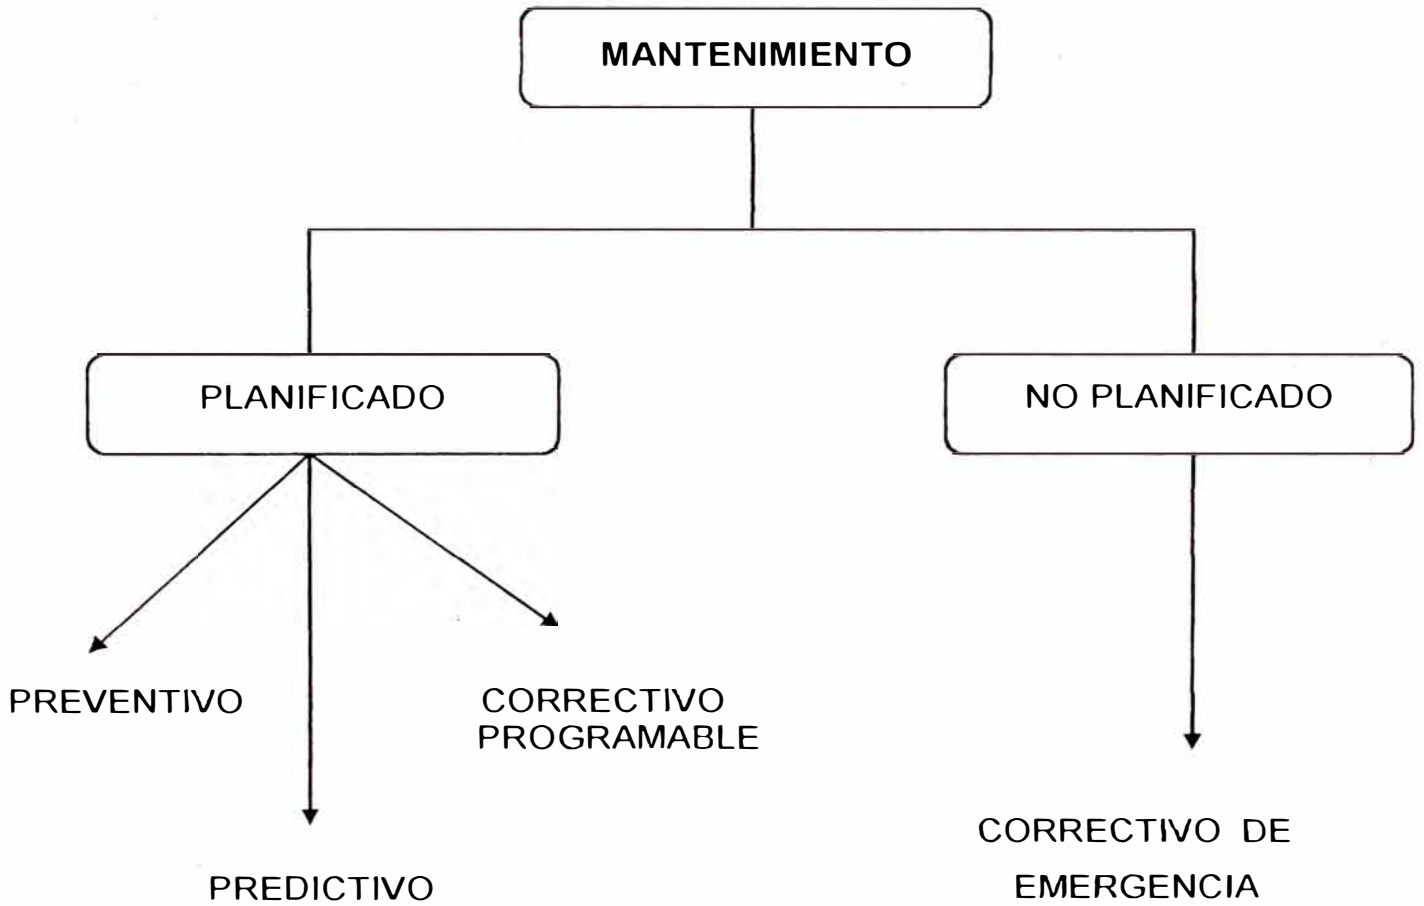 MANTENIMIENTO
PLANIFICADO
NO PLANIFICADO
PREVENTIVO
CORRECTIVO
PROGRAMABLE
PREDICTIVO
CORRECTIVO DE
EMERGENCIA